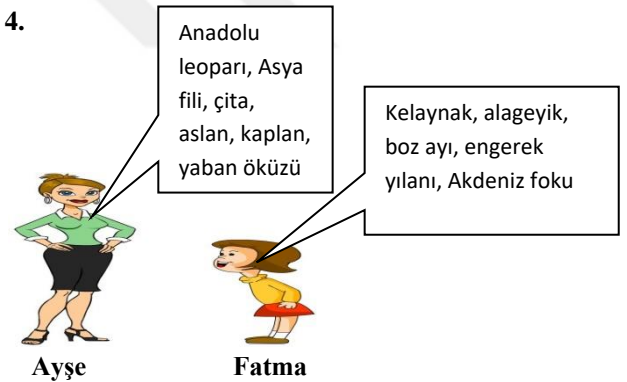 4.
Anadolu
leoparı, Asya
fili, çita,
aslan, kaplan,
yaban öküzü
Kelaynak, alageyik,
boz ayı, engerek
yılanı, Akdeniz foku
Ayşe
Fatma